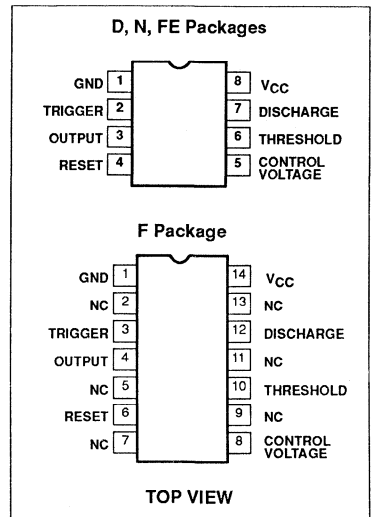 D, N, FE Packages
GND 1 8 VCC
TRIGGER 2 7 DISCHARGE
OUTPUT 3 6 THRESHOLD
RESET 4 5 CONTROL
VOLTAGE
F Package
GND 1 14 VCC
NC 2 13 NC
TRIGGER 3 12 DISCHARGE
OUTPUT 4 11 NC
NC 5 10 THRESHOLD
RESET 6 9 NC
NC 7 8 CONTROL
VOLTAGE
TOP VIEW